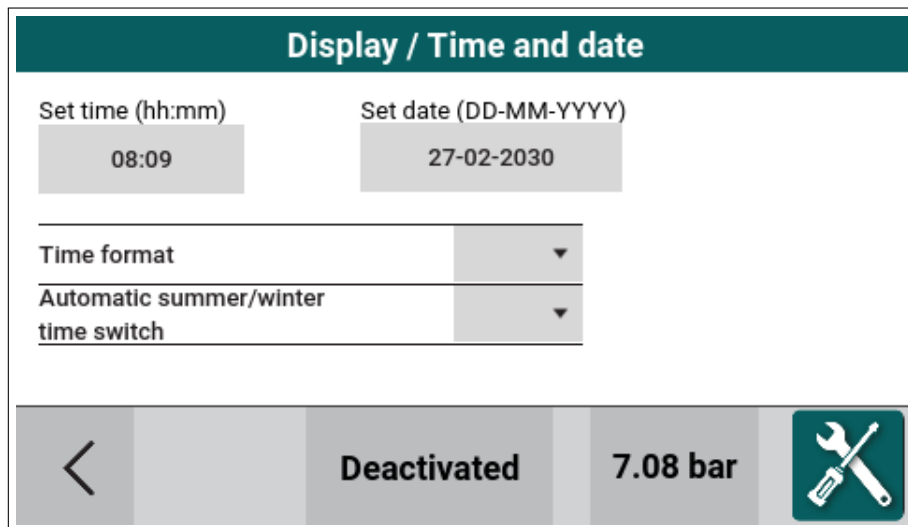 Display / Time and date
Set time (hh:mm)
Set date (DD-MM-YYYY)
08:09
27-02-2030
Time format
Automatic summer/winter
time switch
Deactivated
7.08 bar